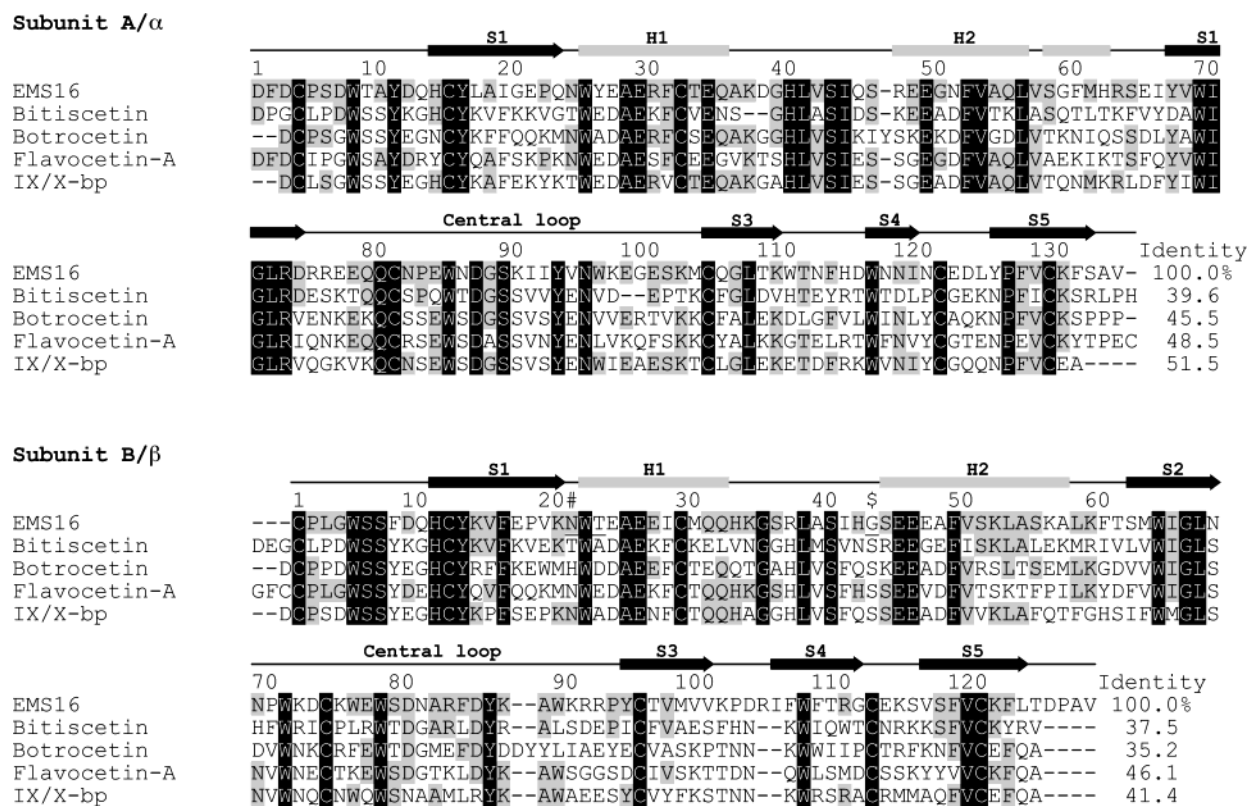 Subunit A/α
S1 H1 H2 S1
1 10 20 30 40 50 60 70
EMS16 DFDCPSDWTAYDQHCYLAIGEPQNWYEAERFCTEQAKDGHLVSIQS-REEGNFVAQLVSGFMHRSEIYVWI
Bitiscetin DPGCLPDWSSYKGHCYKVFKKVGTWEDAEKFCVENS--GHLASIDS-KEEADFVTKLASQTLTKFVYDAWI
Botrocetin --DCPSGWSSYEGNCYKFFQQKMNWADAERFCSEQAKGGHLVSIKIYSKEKDFVGDLVTKNIQSSDLYAWI
Flavocetin-A DFDCIPGWSAYDRYCYQAFSKPKNWEDAESFCEEGVKTSHLVSIES-SGEGDFVAQLVAEKIKTSFQYVWI
IX/X-bp --DCLSGWSSYEGHCYKAFEKYKTWEDAERVCTEQAKGAHLVSIES-SGEADFVAQLVTQNMKRLDFYIWI
Central loop S3 S4 S5
80 90 100 110 120 130 Identity
EMS16 GLRDRREEQQCNPEWNDGSKIIYVNWKEGESKMCQGLTKWTNFHDWNNINCEDLYPFVCKFSAV- 100.0%
Bitiscetin GLRDESKTQQCSPQWTDGSSVVYENVD--EPTKCFGLDVHTEYRTWTDLPCGEKNPFICKSRLPH 39.6
Botrocetin GLRVENKEKQCSSEWSDGSSVSYENVVERTVKKCFALEKDLGFVLWINLYCAQKNPFVCKSPPP- 45.5
Flavocetin-A GLRIQNKEQQCRSEWSDASSVNYENLVKQFSKKCYALKKGTELRTWFNVYCGTENPEVCKYTPEC 48.5
IX/X-bp GLRVQGKVKQCNSEWSDGSSVSYENWIEAESKTCLGLEKETDFRKWVNIYCGQQNPFVCEA---- 51.5
Subunit B/β
S1 H1 H2 S2
1 10 20# 30 40 $ 50 60
EMS16 ---CPLGWSSFDQHCYKVFEPVKNWTEAEEICMQQHKGSRLASIHGSEEEAFVSKLASKALKFTSMWIGLN
Bitiscetin DEGCLPDWSSYKGHCYKVFKVEKTWADAEKFCKELVNGGHLMSVNSREEGEFISKLALEKMRIVLVWIGLS
Botrocetin --DCPPDWSSYEGHCYRFFKEWMHWDDAEEFCTEQQTGAHLVSFQSKEEADFVRSLTSEMLKGDVVWIGLS
Flavocetin-A GFCCPLGWSSYDEHCYQVFQQKMNWEDAEKFCTQQHKGSHLVSFHSSEEVDFVTSKTFPILKYDFVWIGLS
IX/X-bp --DCPSDWSSYEGHCYKPFSEPKNWADAENFCTQQHAGGHLVSFQSSEEADFVVKLAFQTFGHSIFWMGLS
Central loop S3 S4 S5
70 80 90 100 110 120 Identity
EMS16 NPWKDCKWEWSDNARFDYK--AWKRRPYCTVMVVKPDRIFWFTRGCEKSVSFVCKFLTDPAV 100.0%
Bitiscetin HFWRICPLRWTDGARLDYR--ALSDEPICFVAESFHN--KWIQWTCNRKKSFVCKYRV---- 37.5
Botrocetin DVWNKCRFEWTDGMEFDYDDYYLIAEYECVASKPTNN--KWWIIPCTRFKNFVCEFQA---- 35.2
Flavocetin-A NVWNECTKEWSDGTKLDYK--AWSGGSDCIVSKTTDN--QWLSMDCSSKYYVVCKFQA---- 46.1
IX/X-bp NVWNQCNWQWSNAAMLRYK--AWAEESYCVYFKSTNN--KWRSRACRMMAQFVCEFQA---- 41.4